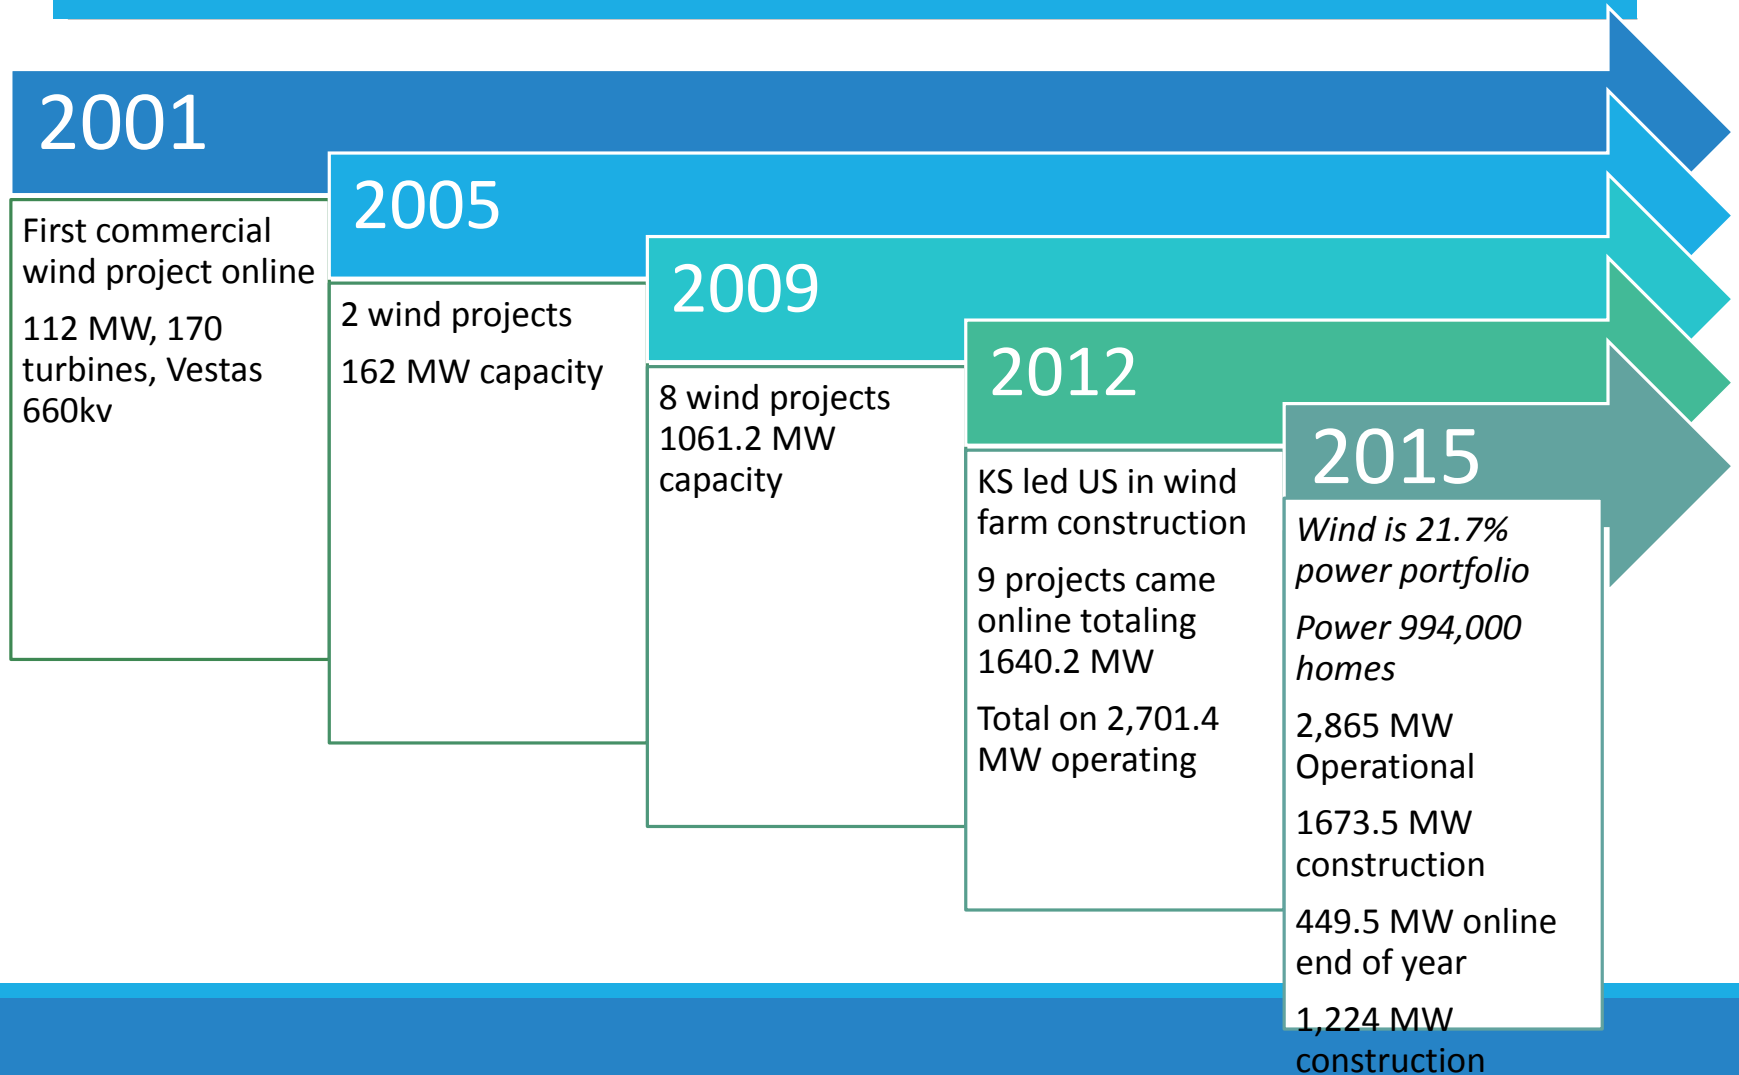 2001
First commercial
wind project online
112 MW, 170
turbines, Vestas
660kv
2005
2 wind projects
162 MW capacity
2009
8 wind projects
1061.2 MW
capacity
2012
KS led US in wind
farm construction
9 projects came
online totaling
1640.2 MW
Total on 2,701.4
MW operating
2015
Wind is 21.7%
power portfolio
Power 994,000
homes
2,865 MW
Operational
1673.5 MW
construction
449.5 MW online
end of year
1,224 MW
construction